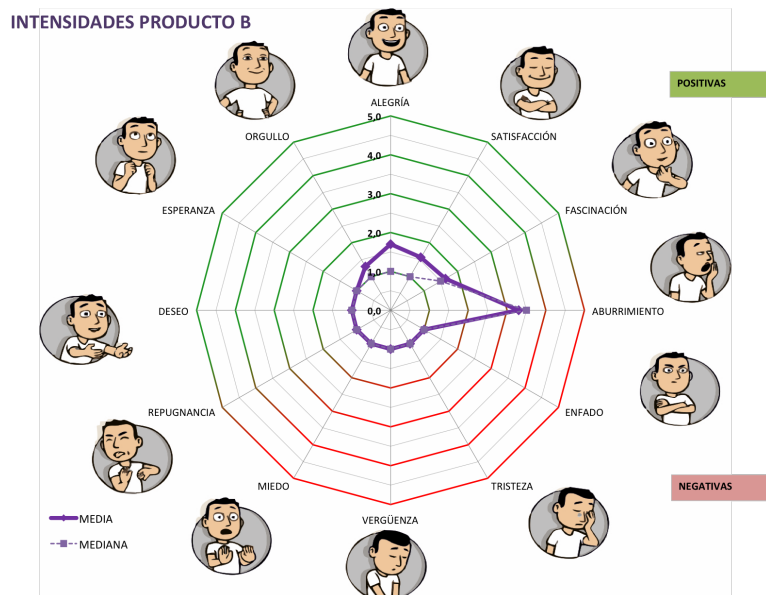 INTENSIDADES PRODUCTO B
POSITIVAS
ALEGRÍA
5,0
ORGULLO
SATISFACCIÓN
4,0
3,0
ESPERANZA
FASCINACIÓN
2,0
1,0
DESEO
0,0
ABURRIMIENTO
REPUGNANCIA
ENFADO
MIEDO
TRISTEZA
NEGATIVAS
VERGÜENZA
MEDIA
MEDIANA